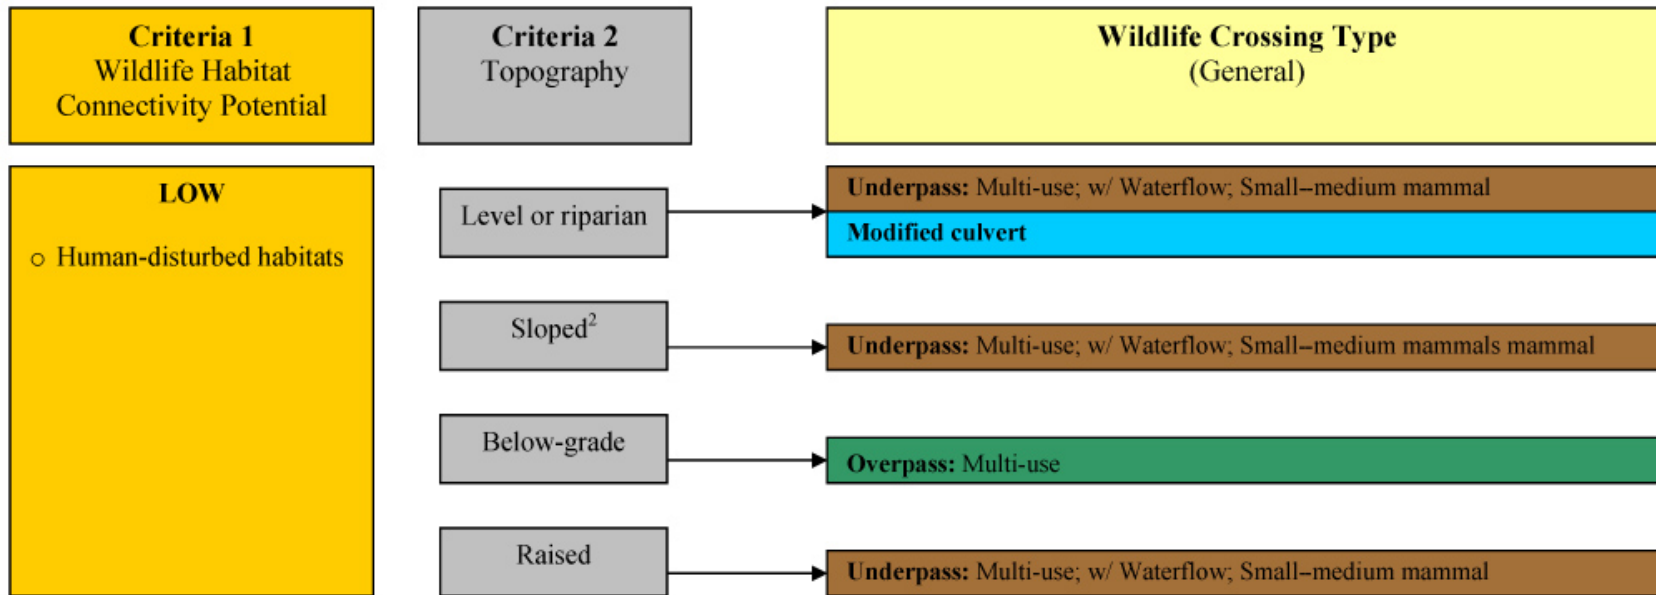 Criteria 1
Wildlife Habitat
Connectivity Potential
Criteria 2
Topography
Wildlife Crossing Type
(General)
LOW
o Human-disturbed habitats
Level or riparian
Underpass: Multi-use; w/ Waterflow; Small--medium mammal
Modified culvert
Sloped²
Underpass: Multi-use; w/ Waterflow; Small--medium mammals mammal
Below-grade
Overpass: Multi-use
Raised
Underpass: Multi-use; w/ Waterflow; Small--medium mammal